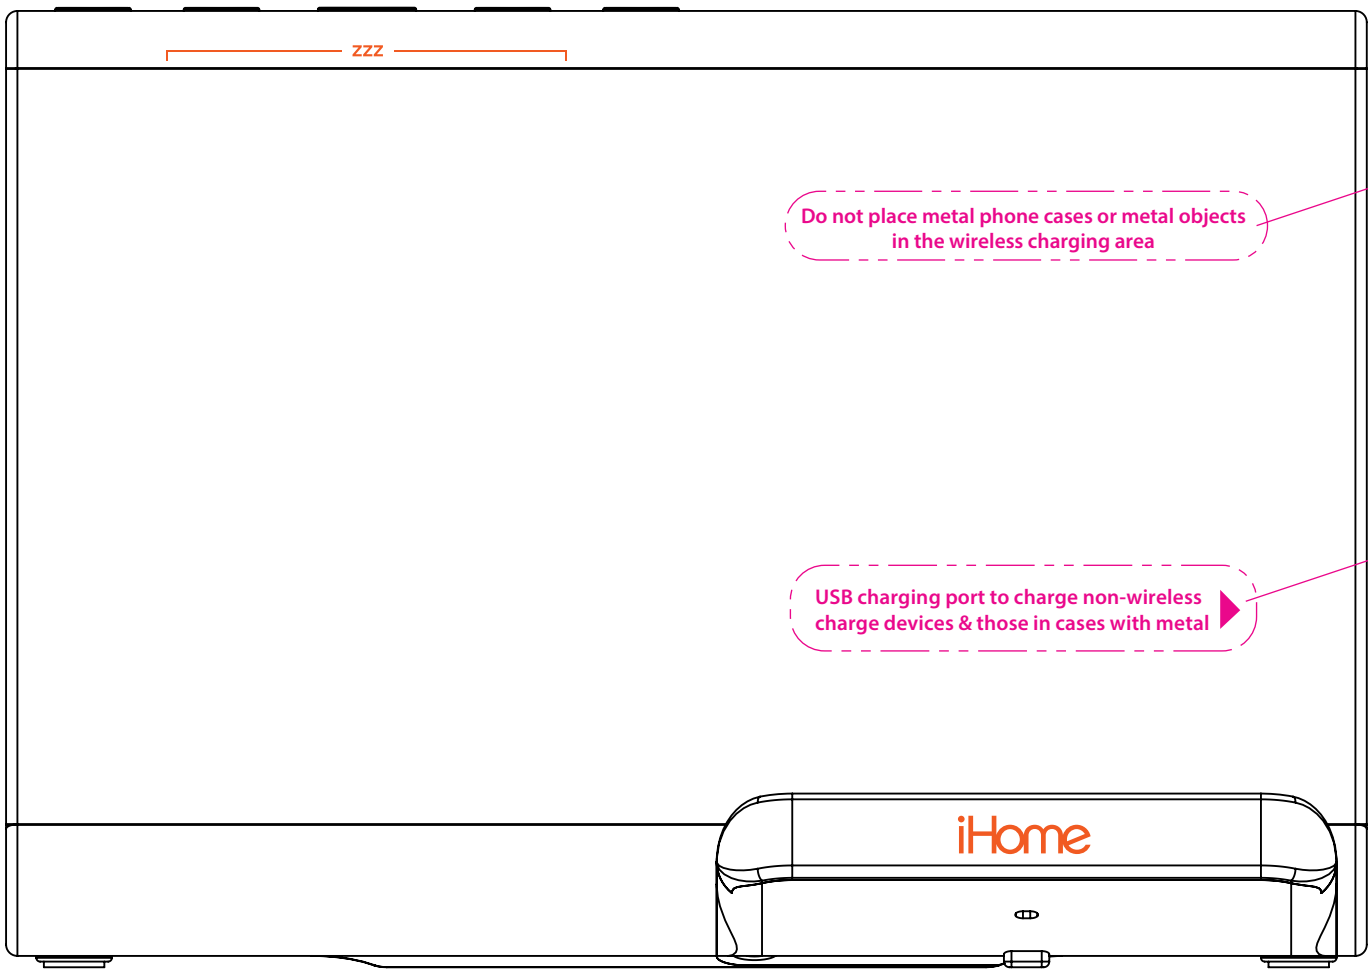 zzz
Do not place metal phone cases or metal objects
in the wireless charging area
USB charging port to charge non-wireless
charge devices & those in cases with metal
iHome